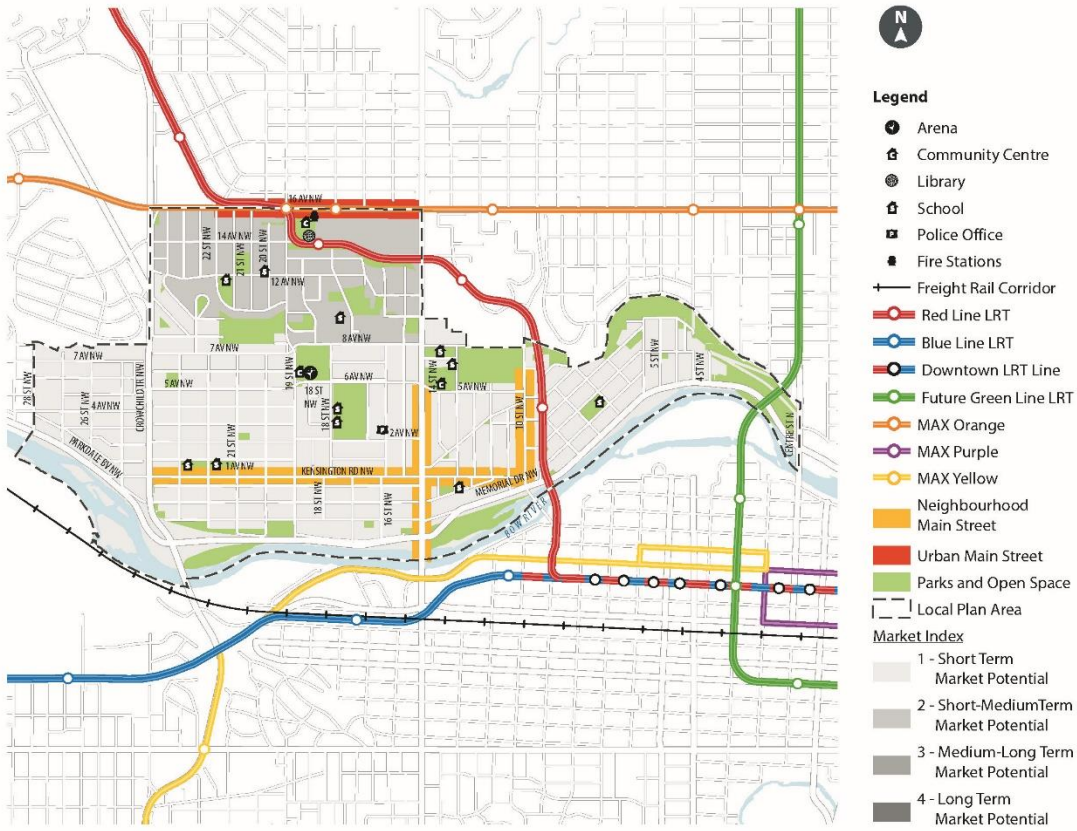 N
Legend
Arena
Community Centre
Library
School
Police Office
Fire Stations
Freight Rail Corridor
Red Line LRT
Blue Line LRT
Downtown LRT Line
Future Green Line LRT
MAX Orange
MAX Purple
MAX Yellow
Neighbourhood
Main Street
Urban Main Street
Parks and Open Space
Local Plan Area
Market Index
1 - Short Term
Market Potential
2 - Short-MediumTerm
Market Potential
3 - Medium-Long Term
Market Potential
4 - Long Term
Market Potential
16 AV NW
14 AV NW
22 ST NW
21 ST NW
20 ST NW
12 AV NW
8 AV NW
7 AV NW
7 AV NW
28 ST NW
26 ST NW
5 AV NW
4 AV NW
CROWCHILD TR NW
19 ST NW
18 ST
NW
6 AV NW
14 ST NW
5 AV NW
10 ST NW
5 ST NW
4 ST NW
CENTRE ST N
18 ST NW
2 AV NW
21 ST NW
1 AV NW
PARKDALE BV NW
KENSINGTON RD NW
MEMORIAL DR NW
18 ST NW
16 ST NW
BOW RIVER